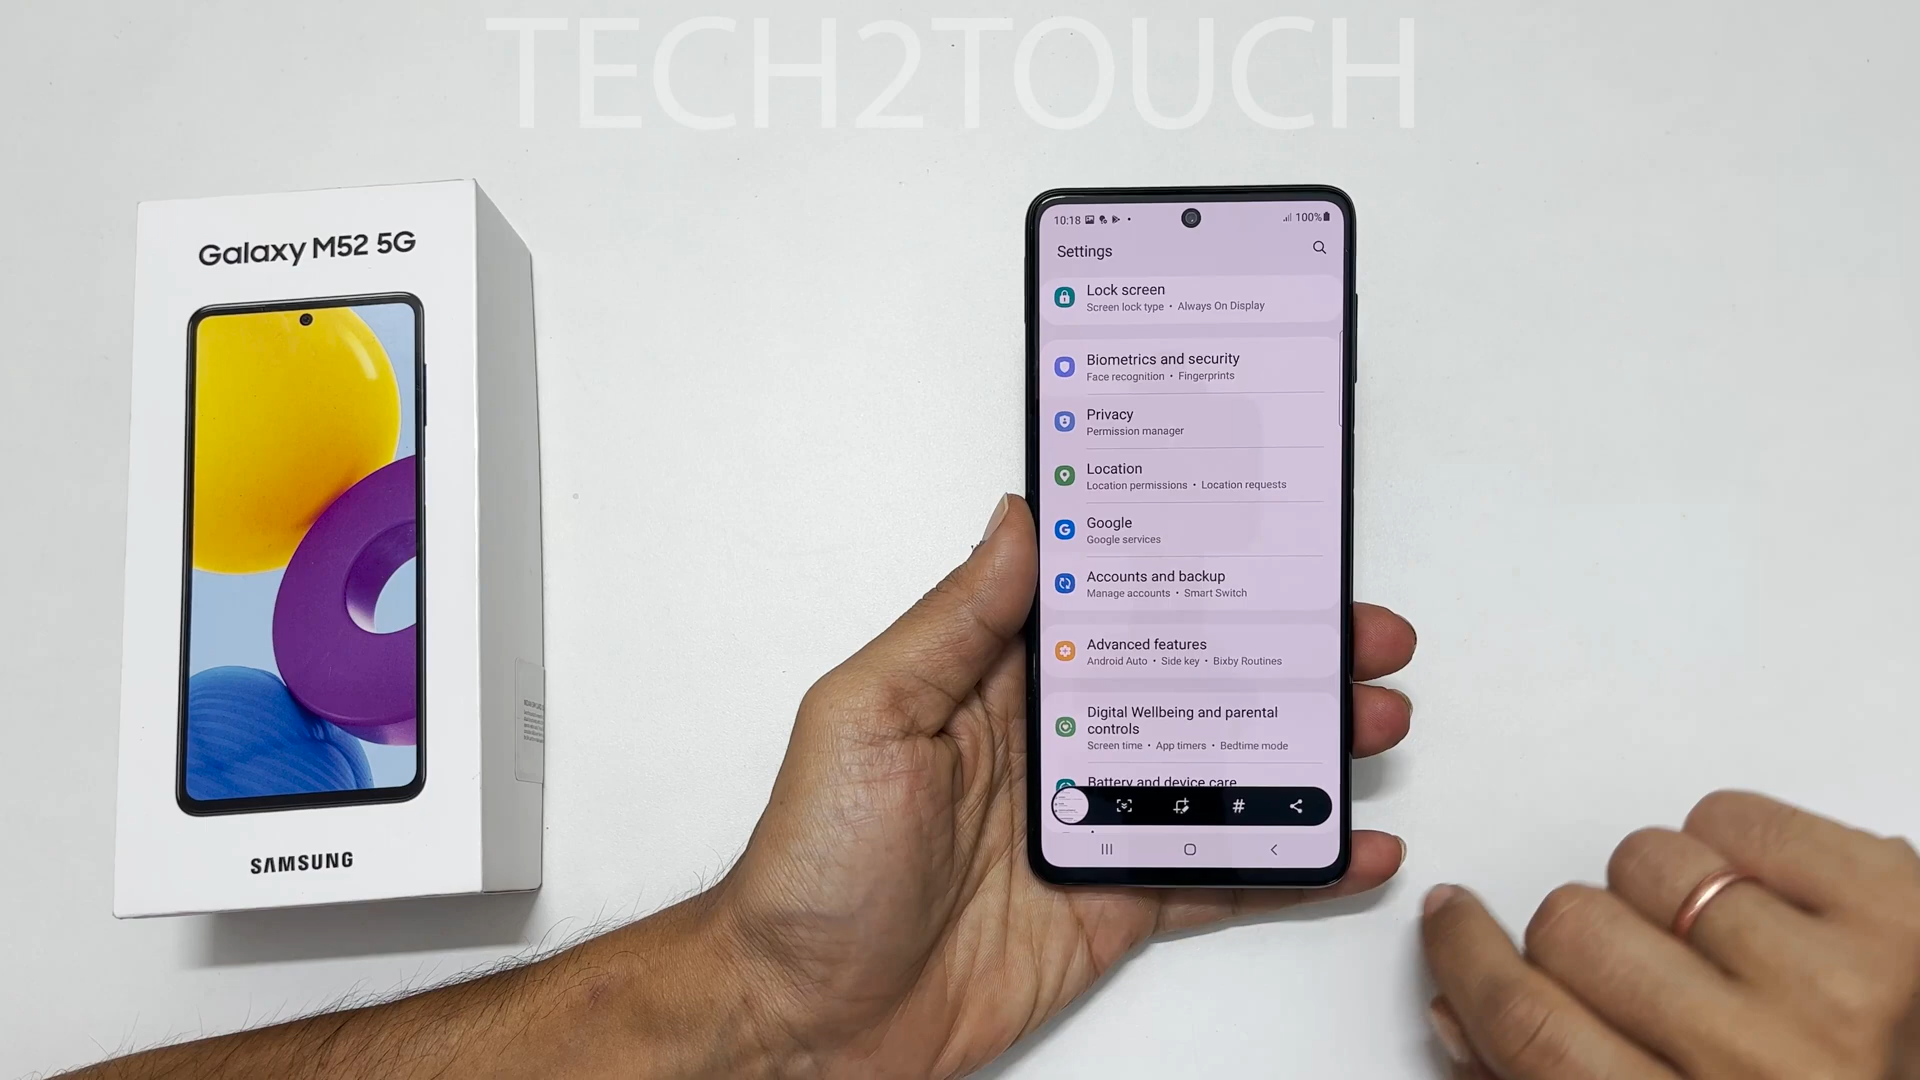 TECH2TOUCH
Galaxy M52 5G
SAMSUNG
10:18
100%
Settings
Lock screen
Screen lock type • Always On Display
Biometrics and security
Face recognition • Fingerprints
Privacy
Permission manager
Location
Location permissions • Location requests
Google
Google services
Accounts and backup
Manage accounts • Smart Switch
Advanced features
Android Auto • Side key • Bixby Routines
Digital Wellbeing and parental
controls
Screen time • App timers • Bedtime mode
Battery and device care